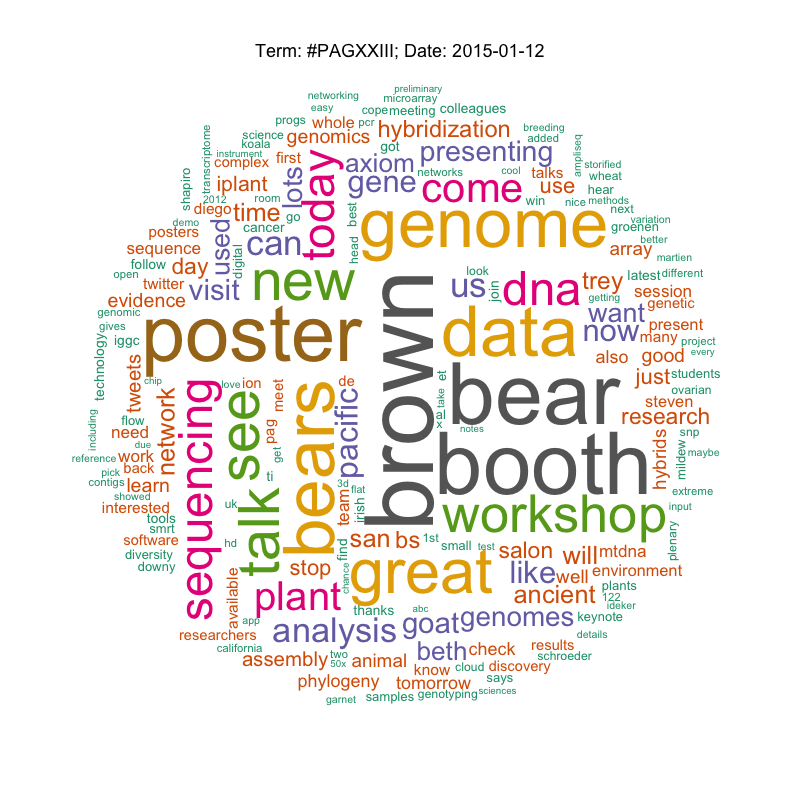 Term: #PAGXXIII; Date: 2015-01-12
preliminary
networking
microarray
easy
cope
meeting
colleagues
progs
whole
pcr
hybridization
breeding
added
science
genomics
got
presenting
ampliseq
koala
transcriptome
instrument
complex
first
today
axiom
networks
cool
talks
storified
wheat
shapiro
iplant
lots
gene
come
use
hear
2012
room
best
win
nice
methods
diego
time
go
genome
next
variation
demo
posters
used
cancer
head
groenen
better
sequence
digital
can
array
martien
follow
day
look
latest
different
open
twitter
visit
new
us
join
dna
trey
session
getting
genetic
evidence
brown
want
genomic
gives
poster
data
now
many
present
project
iggc
also
good
every
technology
tweets
chip
love
ion
meet
de
et
just
students
network
sequencing
see
bears
pacific
take
bear
ovarian
steven
including
flow
al
x
research
need
due
pag
notes
snp
work
back
get
booth
hybrids
mildew
maybe
reference
pick
contigs
learn
ti
talk
3d
flat
extreme
showed
interested
uk
team
irish
workshop
input
tools
smrt
software
hd
find
san
bs
1st
small
test
salon
will
mtdna
plenary
diversity
downy
stop
great
like
well
environment
available
plant
chance
ancient
plants
122
ideker
app
thanks
abc
goat
genomes
keynote
researchers
analysis
details
california
two
50x
beth
check
results
schroeder
assembly
animal
know
cloud
discovery
says
phylogeny
tomorrow
garnet
samples
genotyping
sciences